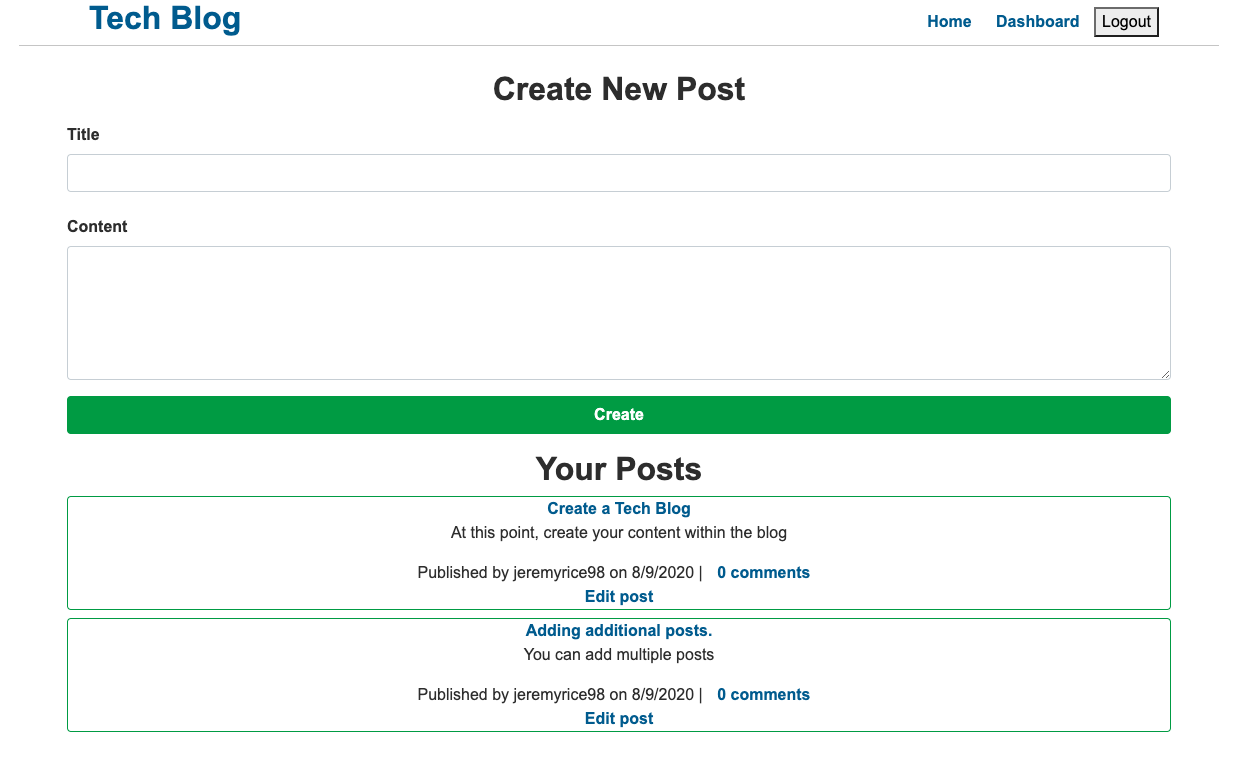 Tech Blog
Home Dashboard Logout
Create New Post
Title
Content
Create
Your Posts
Create a Tech Blog
At this point, create your content within the blog
Published by jeremyrice98 on 8/9/2020 | 0 comments
Edit post
Adding additional posts.
You can add multiple posts
Published by jeremyrice98 on 8/9/2020 | 0 comments
Edit post